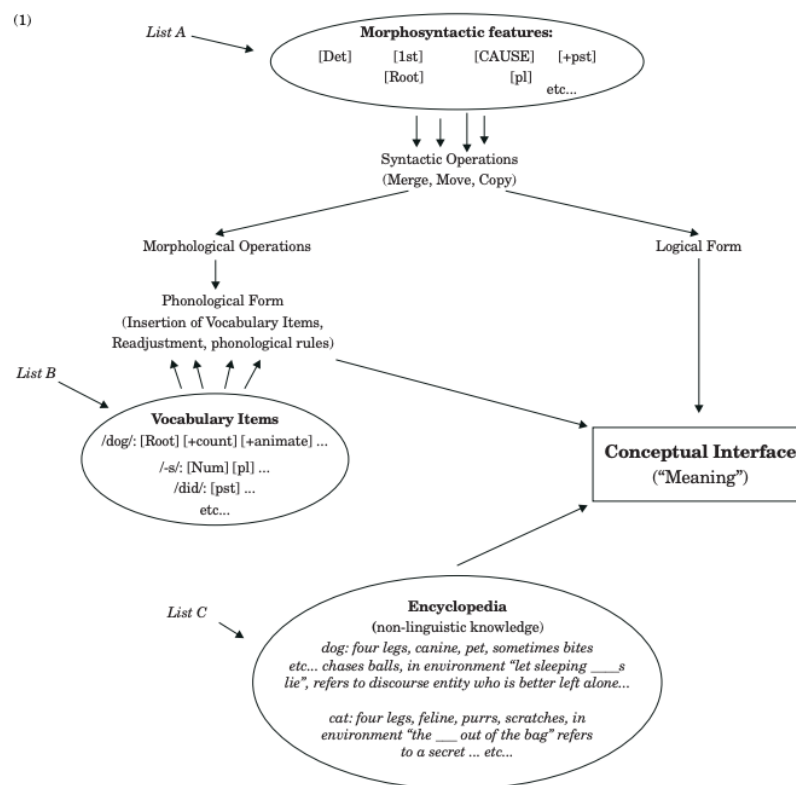 (1)
List A
Morphosyntactic features:
[Det] [1st] [CAUSE] [+pst]
[Root] [pl]
etc...
Syntactic Operations
(Merge, Move, Copy)
Morphological Operations
Logical Form
Phonological Form
(Insertion of Vocabulary Items,
Readjustment, phonological rules)
List B
Vocabulary Items
/dog/: [Root] [+count] [+animate] ...
/-s/: [Num] [pl] ...
/did/: [pst] ...
etc...
Conceptual Interface
("Meaning")
List C
Encyclopedia
(non-linguistic knowledge)
dog: four legs, canine, pet, sometimes bites
etc... chases balls, in environment "let sleeping ____s
lie", refers to discourse entity who is better left alone...
cat: four legs, feline, purrs, scratches, in
environment "the ___ out of the bag" refers
to a secret ... etc...